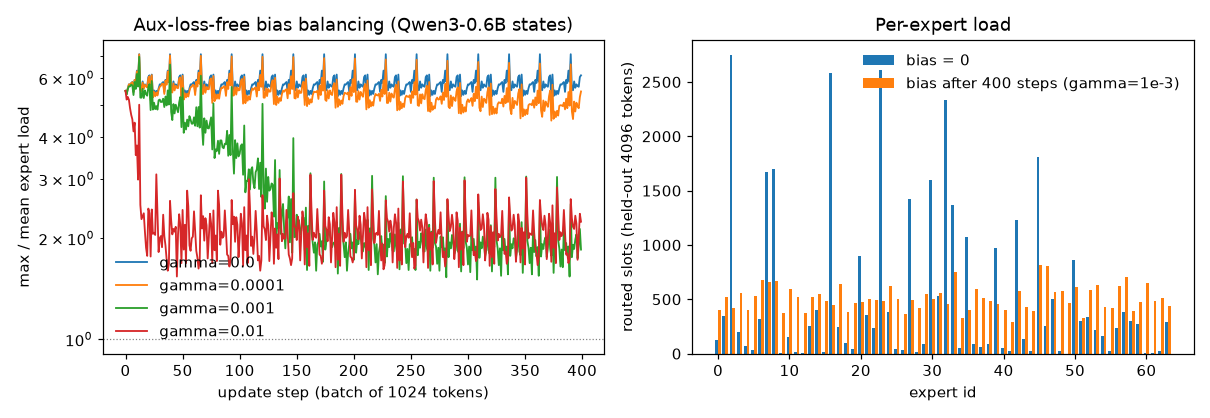 Aux-loss-free bias balancing (Qwen3-0.6B states)
max / mean expert load
6 × 10⁰
4 × 10⁰
3 × 10⁰
2 × 10⁰
10⁰
gamma=0.0
gamma=0.0001
gamma=0.001
gamma=0.01
0 50 100 150 200 250 300 350 400
update step (batch of 1024 tokens)
Per-expert load
routed slots (held-out 4096 tokens)
2500
2000
1500
1000
500
0
bias = 0
bias after 400 steps (gamma=1e-3)
0 10 20 30 40 50 60
expert id